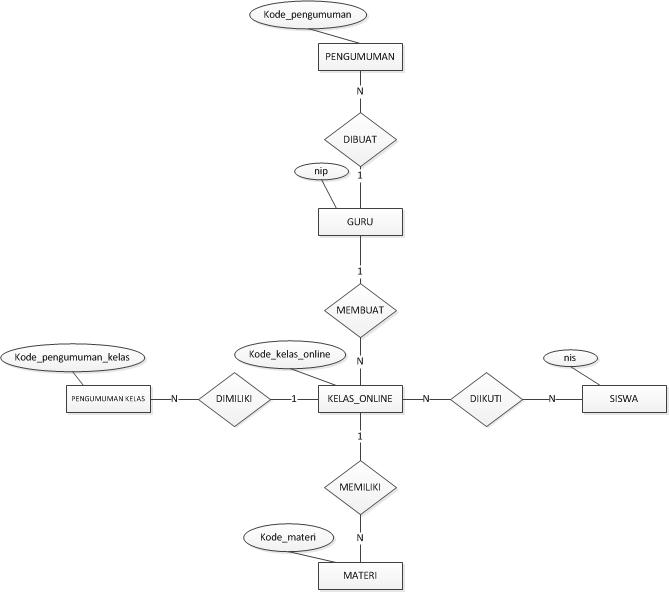 Kode_pengumuman
PENGUMUMAN
N
DIBUAT
1
nip
GURU
1
MEMBUAT
N
Kode_kelas_online
Kode_pengumuman_kelas
nis
PENGUMUMAN KELAS
N
DIMILIKI
1
KELAS_ONLINE
N
DIIKUTI
N
SISWA
1
MEMILIKI
N
Kode_materi
MATERI